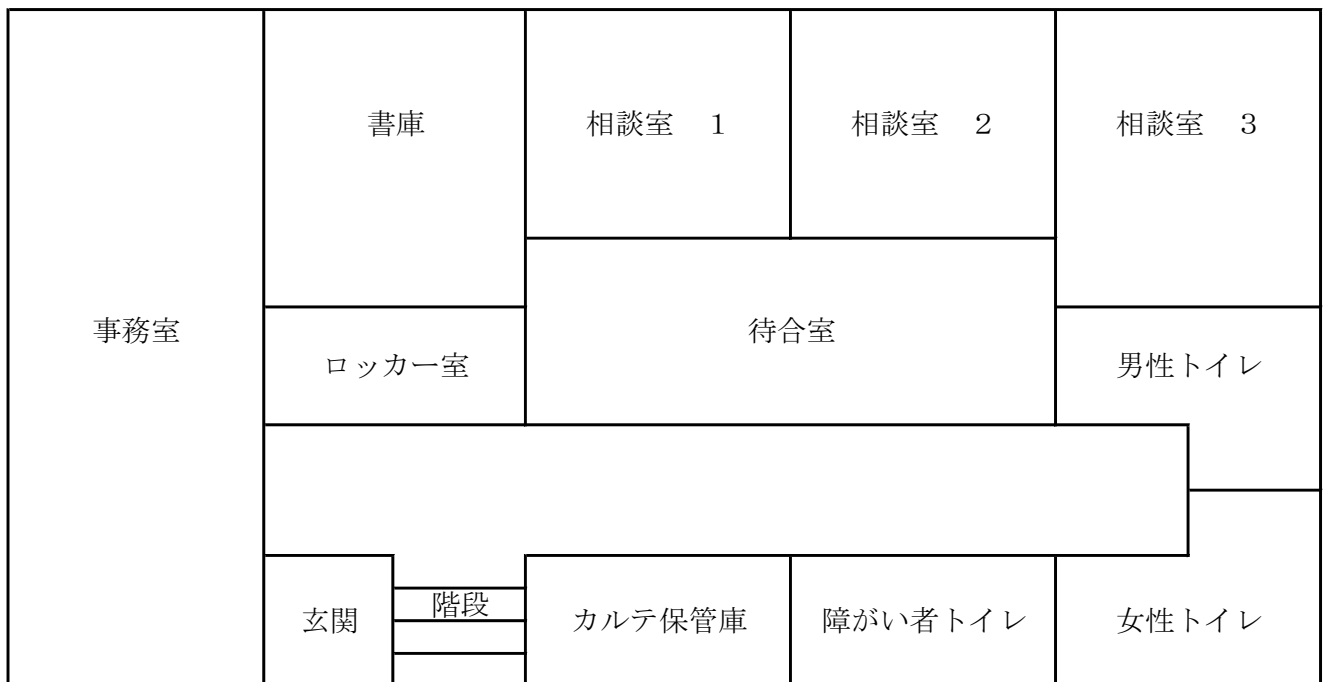 書庫
相談室　1
相談室　2
相談室　3
事務室
待合室
ロッカー室
男性トイレ
玄関
階段
カルテ保管庫
障がい者トイレ
女性トイレ